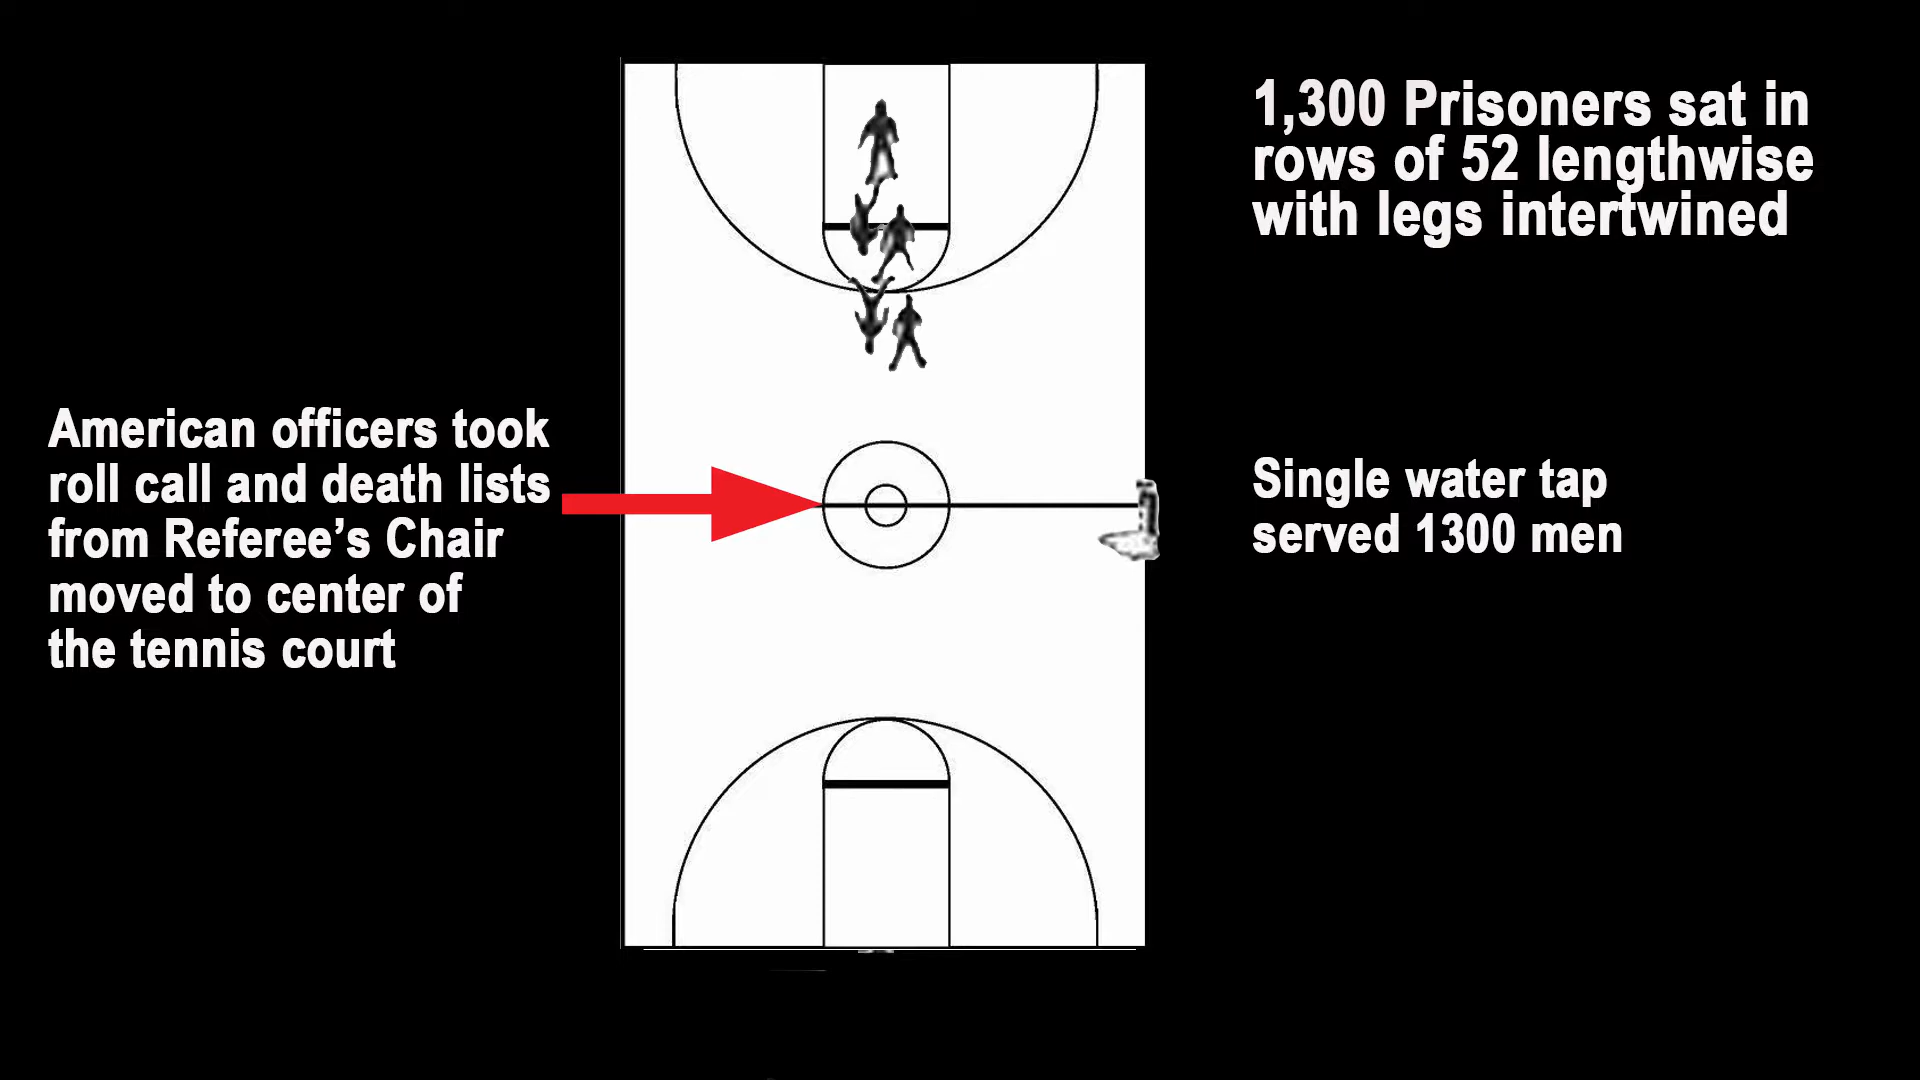 1,300 Prisoners sat in
rows of 52 lengthwise
with legs intertwined
American officers took
roll call and death lists
from Referee’s Chair
moved to center of
the tennis court
Single water tap
served 1300 men